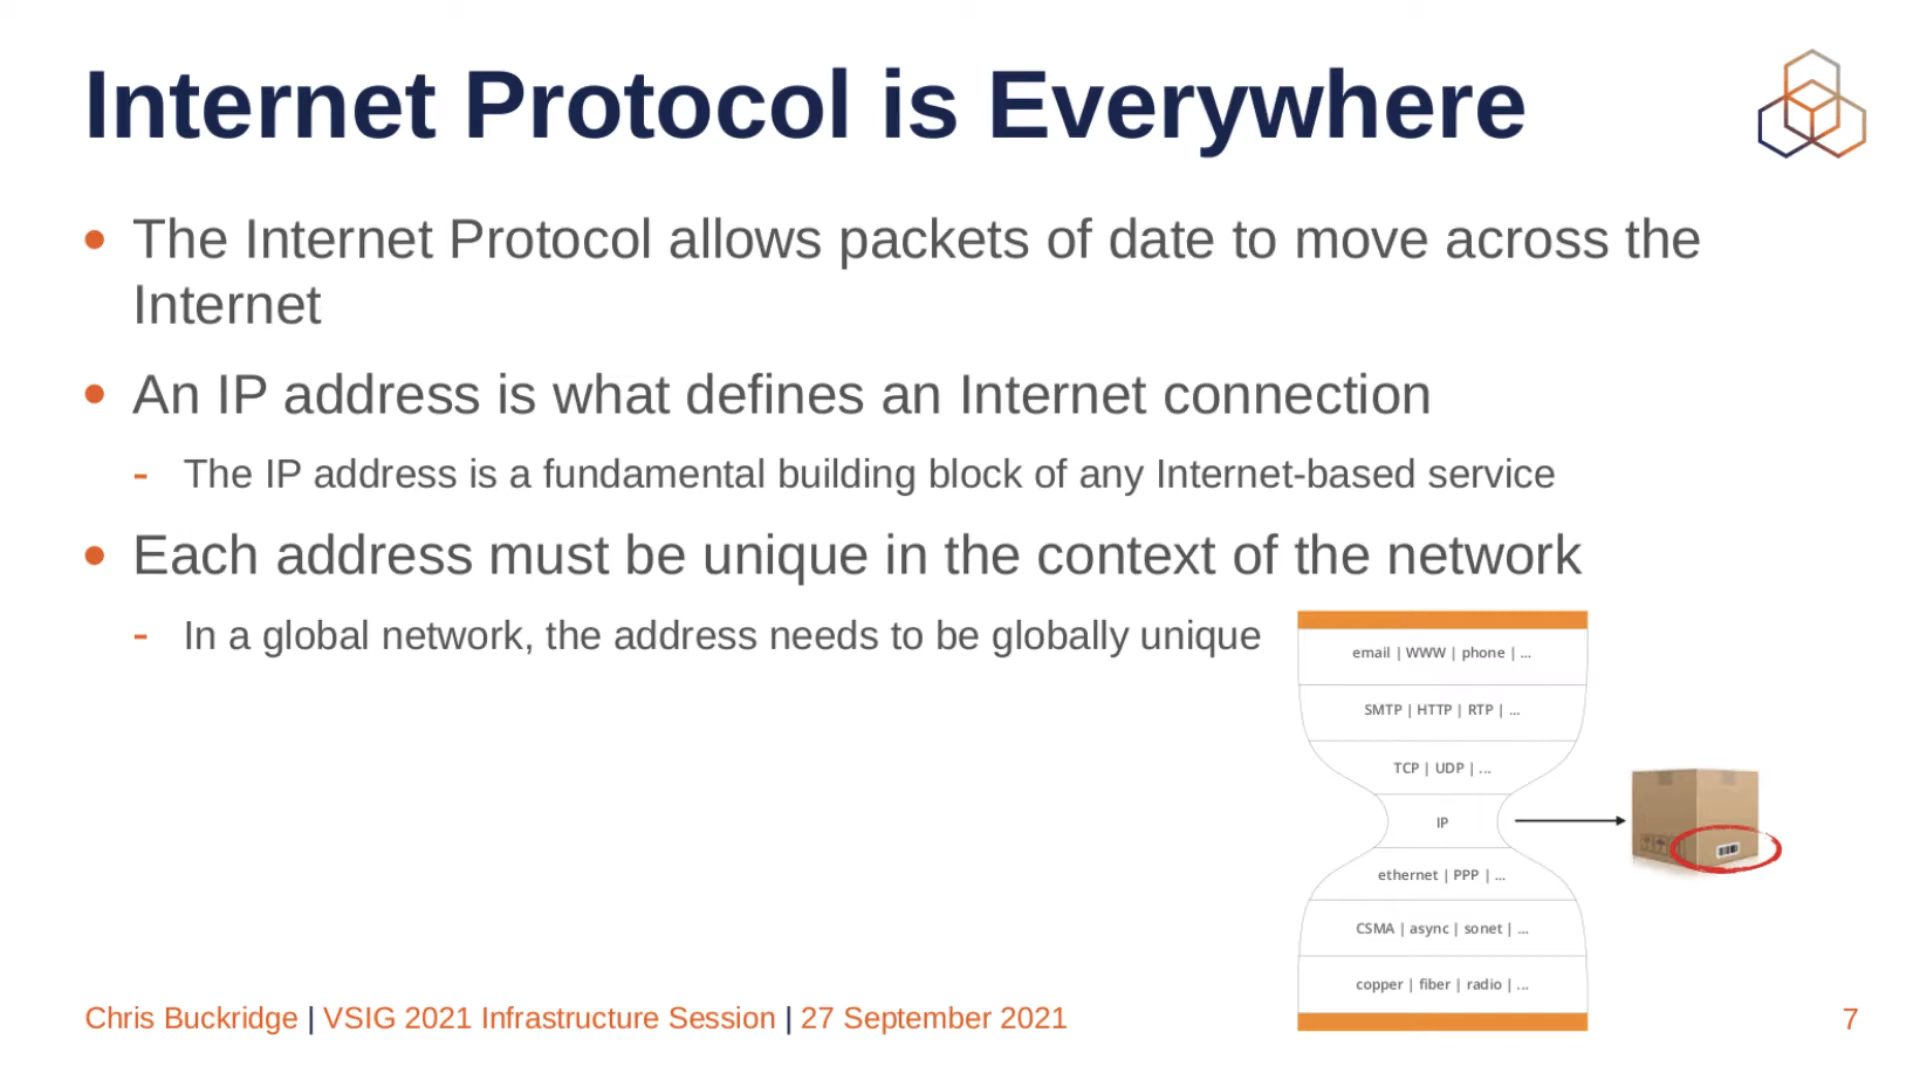 Internet Protocol is Everywhere
• The Internet Protocol allows packets of date to move across the
Internet
• An IP address is what defines an Internet connection
- The IP address is a fundamental building block of any Internet-based service
• Each address must be unique in the context of the network
- In a global network, the address needs to be globally unique
email | WWW | phone | ...
SMTP | HTTP | RTP | ...
TCP | UDP | ...
IP
ethernet | PPP | ...
CSMA | async | sonet | ...
copper | fiber | radio | ...
Chris Buckridge | VSIG 2021 Infrastructure Session | 27 September 2021
7